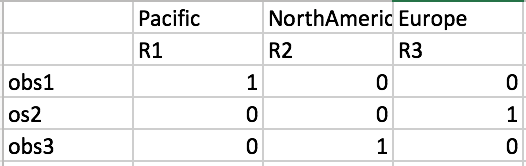 Pacific NorthAmeric Europe
R1 R2 R3
obs1 1 0 0
os2 0 0 1
obs3 0 1 0